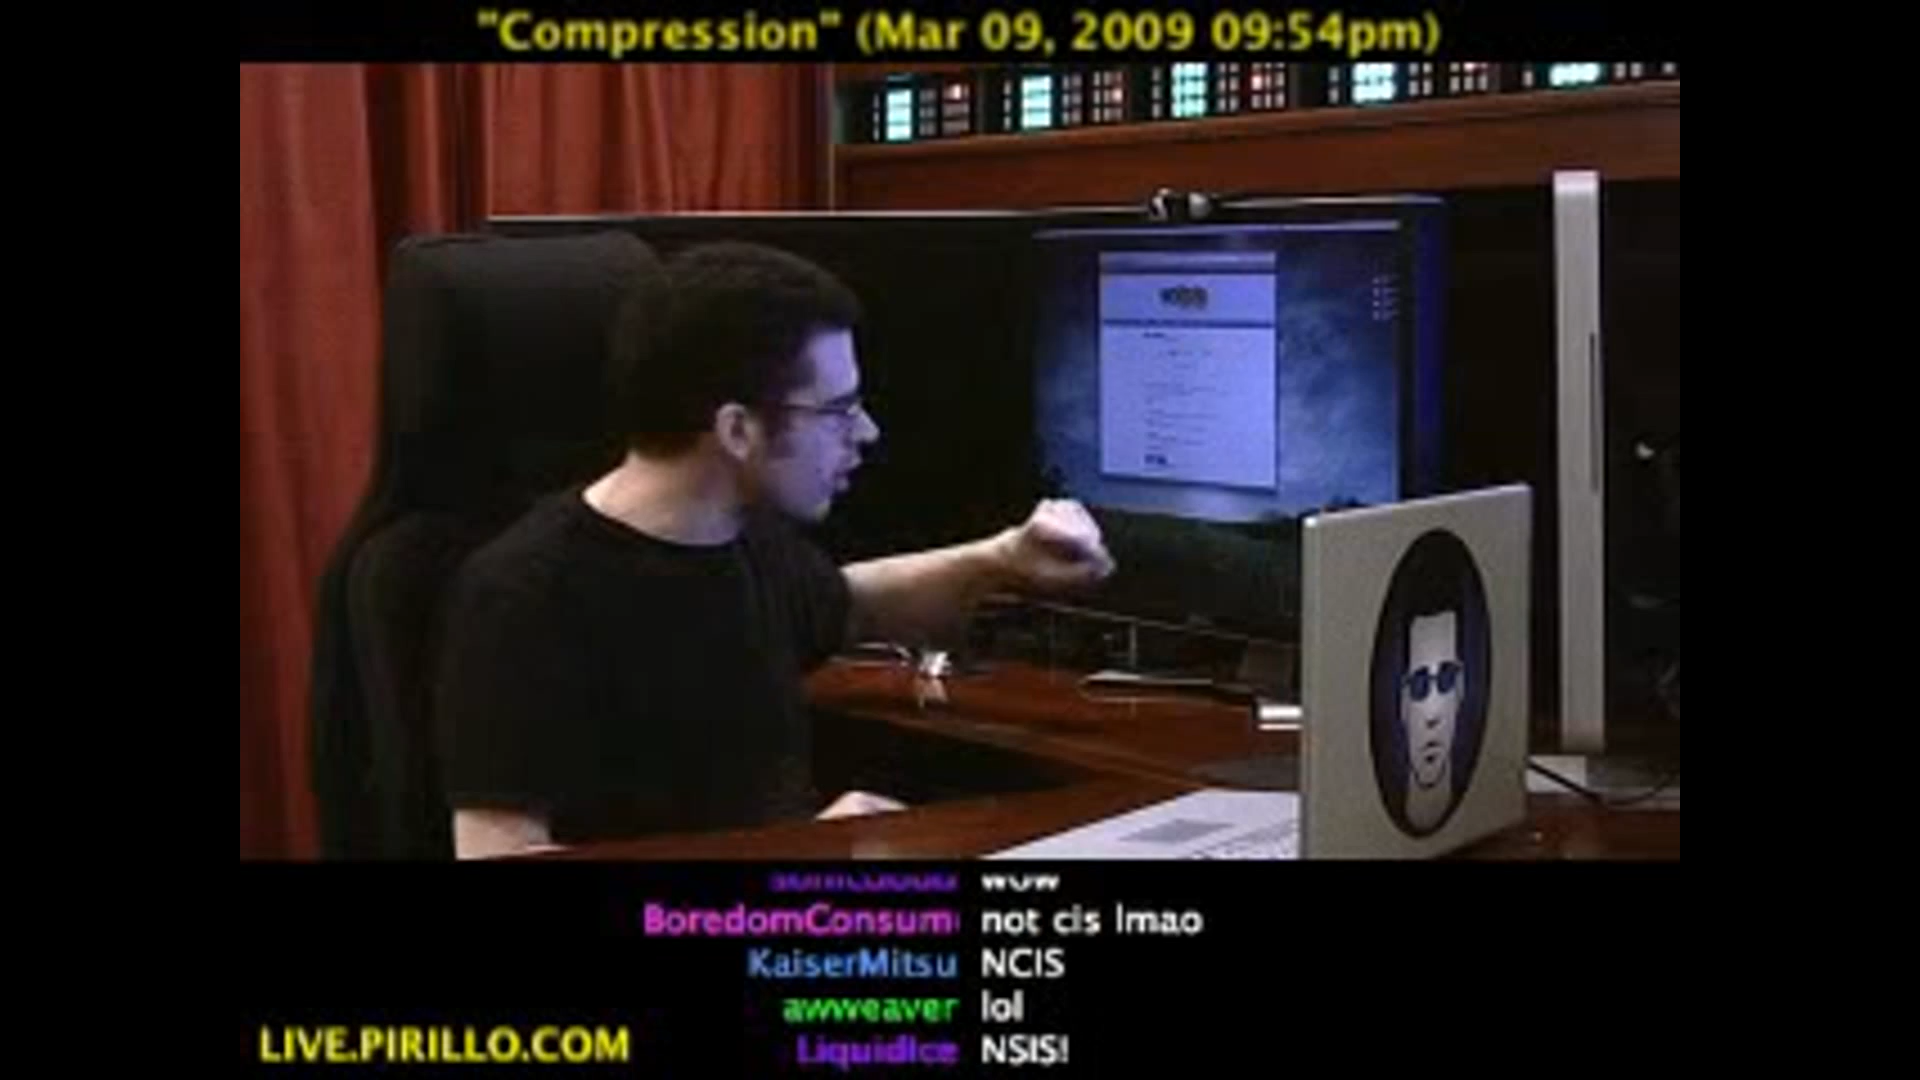 "Compression" (Mar 09, 2009 09:54pm)
wow
BoredomConsum not cis lmao
KaiserMitsu NCIS
awweaver lol
LiquidIce NSIS!
LIVE.PIRILLO.COM